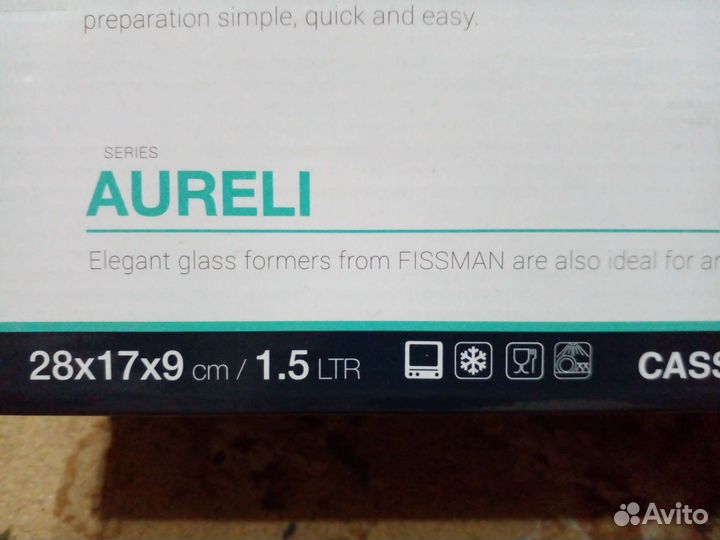 preparation simple, quick and easy.
SERIES
AURELI
Elegant glass formers from FISSMAN are also ideal for
28x17x9 cm / 1.5 LTR CASS
Avito